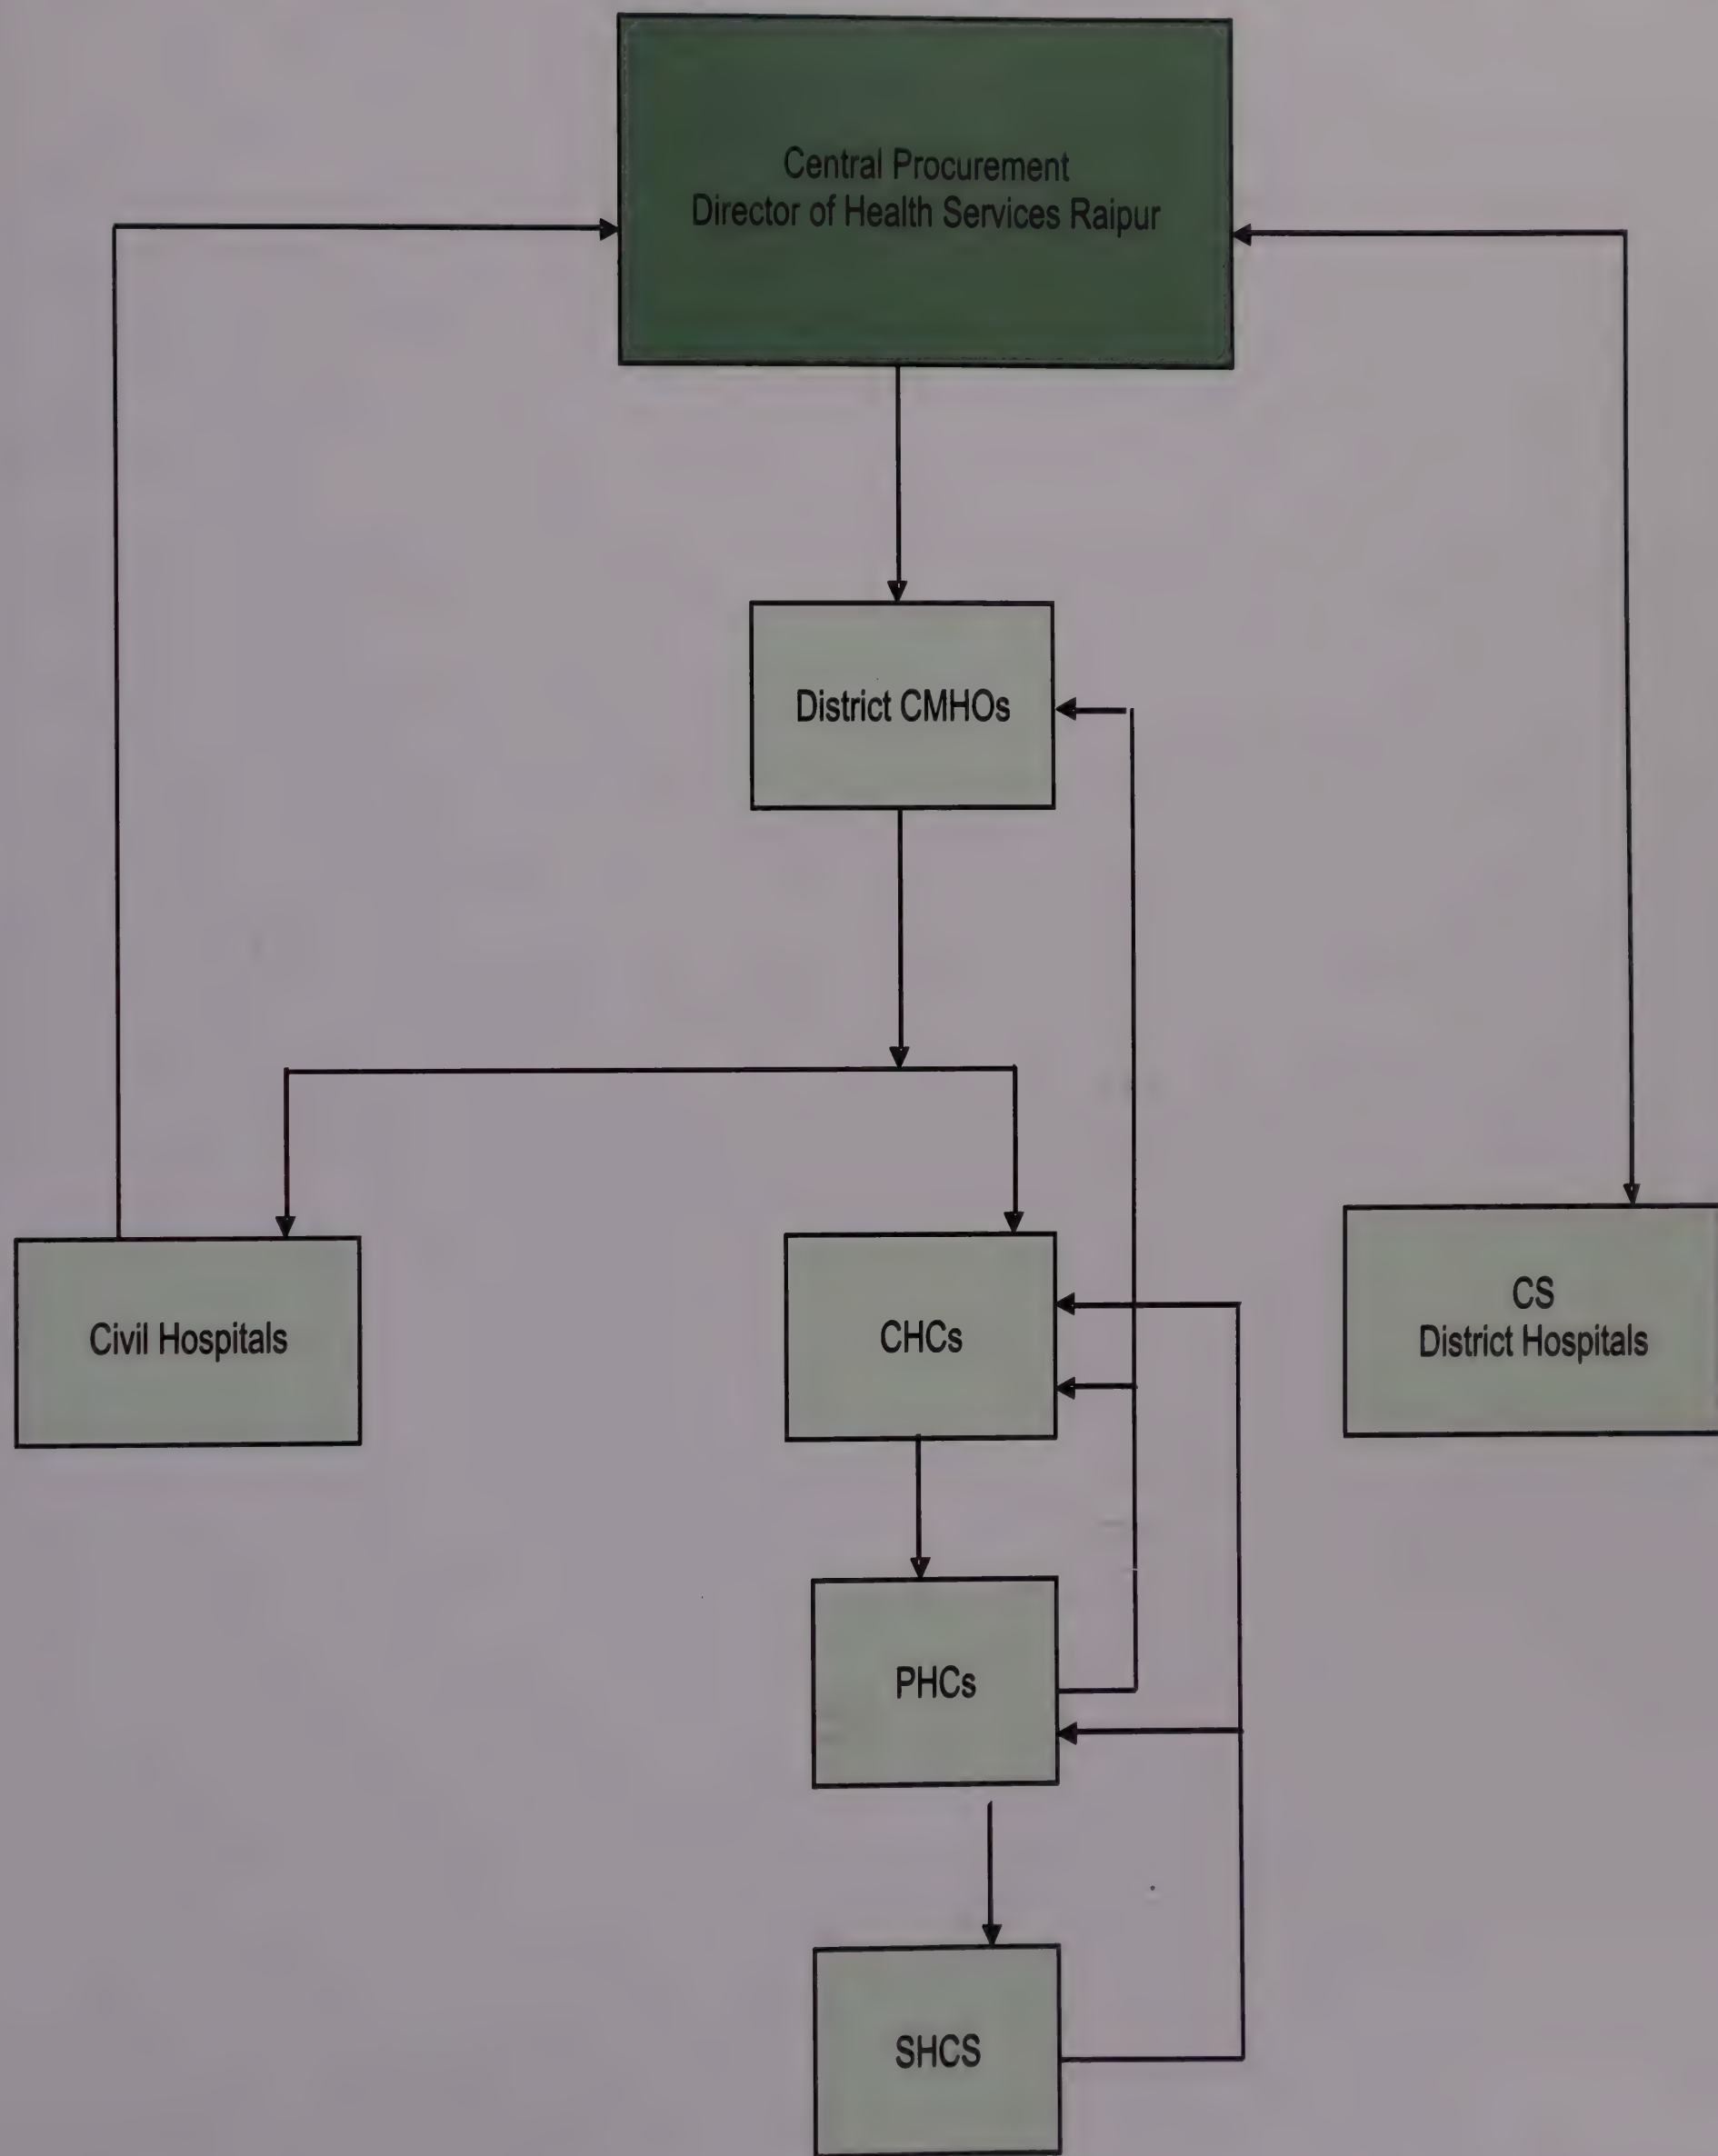 Central Procurement
Director of Health Services Raipur
District CMHOs
Civil Hospitals
CHCs
CS
District Hospitals
PHCs
SHCS